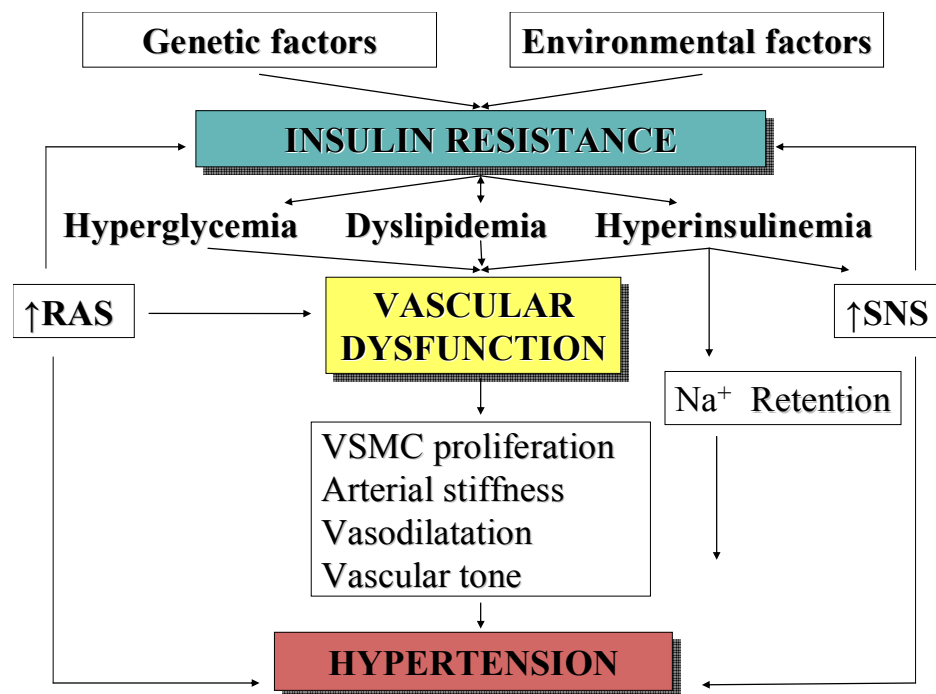 Genetic factors
Environmental factors
INSULIN RESISTANCE
Hyperglycemia
Dyslipidemia
Hyperinsulinemia
↑RAS
VASCULAR
DYSFUNCTION
↑SNS
Na⁺ Retention
VSMC proliferation
Arterial stiffness
Vasodilatation
Vascular tone
HYPERTENSION